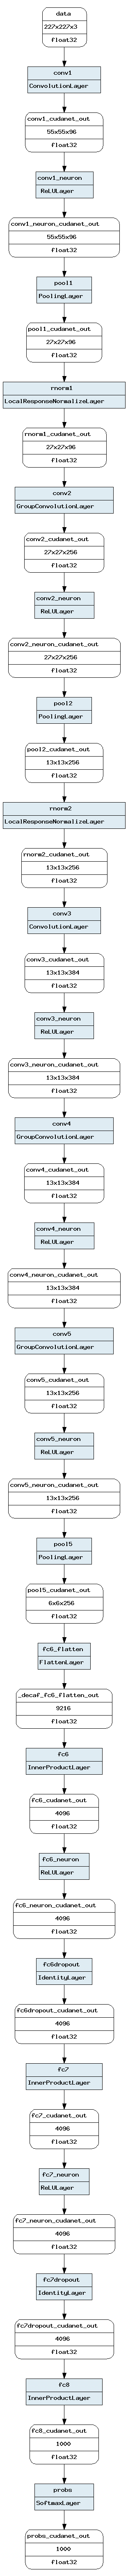 data
227x227x3
float32
conv1
ConvolutionLayer
conv1_cudanet_out
55x55x96
float32
conv1_neuron
ReLULayer
conv1_neuron_cudanet_out
55x55x96
float32
pool1
PoolingLayer
pool1_cudanet_out
27x27x96
float32
rnorm1
LocalResponseNormalizeLayer
rnorm1_cudanet_out
27x27x96
float32
conv2
GroupConvolutionLayer
conv2_cudanet_out
27x27x256
float32
conv2_neuron
ReLULayer
conv2_neuron_cudanet_out
27x27x256
float32
pool2
PoolingLayer
pool2_cudanet_out
13x13x256
float32
rnorm2
LocalResponseNormalizeLayer
rnorm2_cudanet_out
13x13x256
float32
conv3
ConvolutionLayer
conv3_cudanet_out
13x13x384
float32
conv3_neuron
ReLULayer
conv3_neuron_cudanet_out
13x13x384
float32
conv4
GroupConvolutionLayer
conv4_cudanet_out
13x13x384
float32
conv4_neuron
ReLULayer
conv4_neuron_cudanet_out
13x13x384
float32
conv5
GroupConvolutionLayer
conv5_cudanet_out
13x13x256
float32
conv5_neuron
ReLULayer
conv5_neuron_cudanet_out
13x13x256
float32
pool5
PoolingLayer
pool5_cudanet_out
6x6x256
float32
fc6_flatten
FlattenLayer
_decaf_fc6_flatten_out
9216
float32
fc6
InnerProductLayer
fc6_cudanet_out
4096
float32
fc6_neuron
ReLULayer
fc6_neuron_cudanet_out
4096
float32
fc6dropout
IdentityLayer
fc6dropout_cudanet_out
4096
float32
fc7
InnerProductLayer
fc7_cudanet_out
4096
float32
fc7_neuron
ReLULayer
fc7_neuron_cudanet_out
4096
float32
fc7dropout
IdentityLayer
fc7dropout_cudanet_out
4096
float32
fc8
InnerProductLayer
fc8_cudanet_out
1000
float32
probs
SoftmaxLayer
probs_cudanet_out
1000
float32